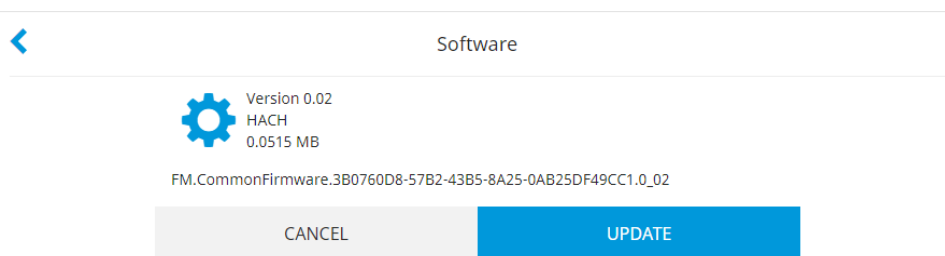 Software
Version 0.02
HACH
0.0515 MB
FM.CommonFirmware.3B0760D8-57B2-43B5-8A25-0AB25DF49CC1.0_02
CANCEL
UPDATE